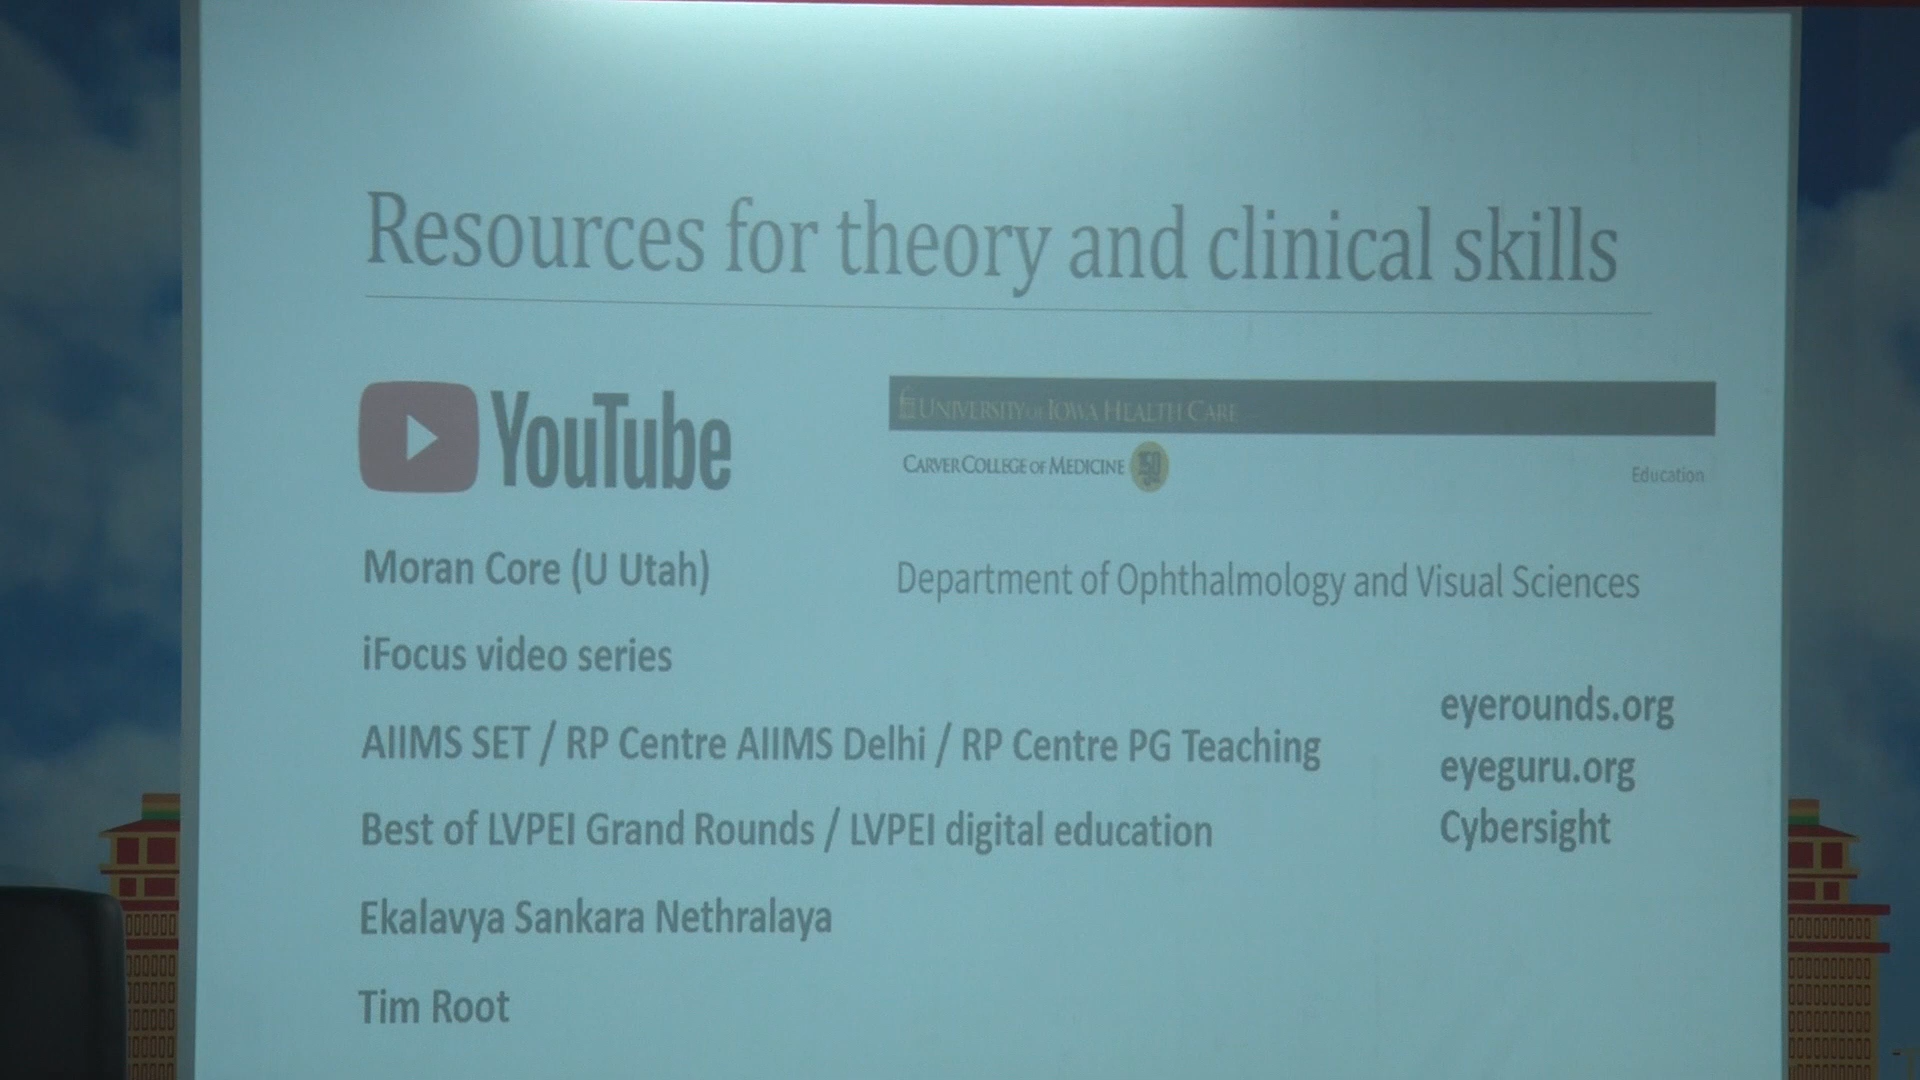 Resources for theory and clinical skills
YouTube
UNIVERSITY OF IOWA HEALTH CARE
CARVER COLLEGE OF MEDICINE 150
Education
Moran Core (U Utah)
Department of Ophthalmology and Visual Sciences
iFocus video series
AIIMS SET / RP Centre AIIMS Delhi / RP Centre PG Teaching
Best of LVPEI Grand Rounds / LVPEI digital education
Ekalavya Sankara Nethralaya
Tim Root
eyerounds.org
eyeguru.org
Cybersight